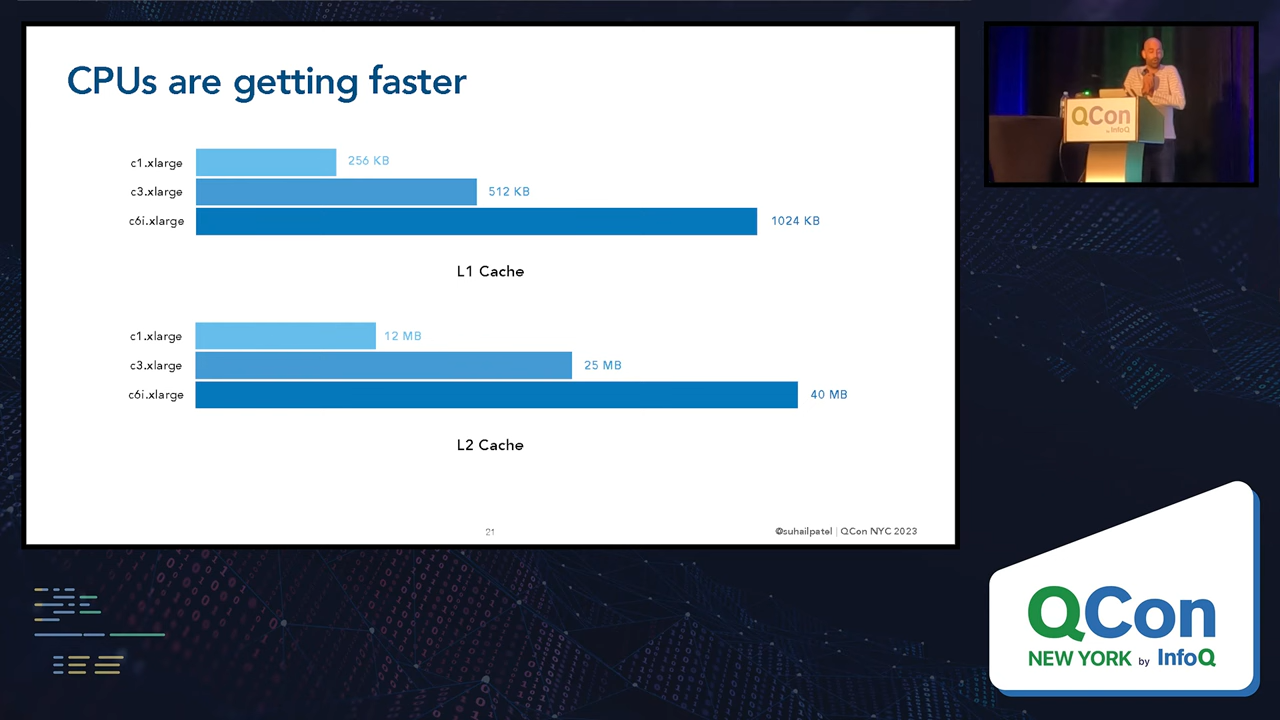 CPUs are getting faster
c1.xlarge 256 KB
c3.xlarge 512 KB
c6i.xlarge 1024 KB
L1 Cache
c1.xlarge 12 MB
c3.xlarge 25 MB
c6i.xlarge 40 MB
L2 Cache
21
@suhailpatel | QCon NYC 2023
QCon
by InfoQ
QCon
NEW YORK by InfoQ